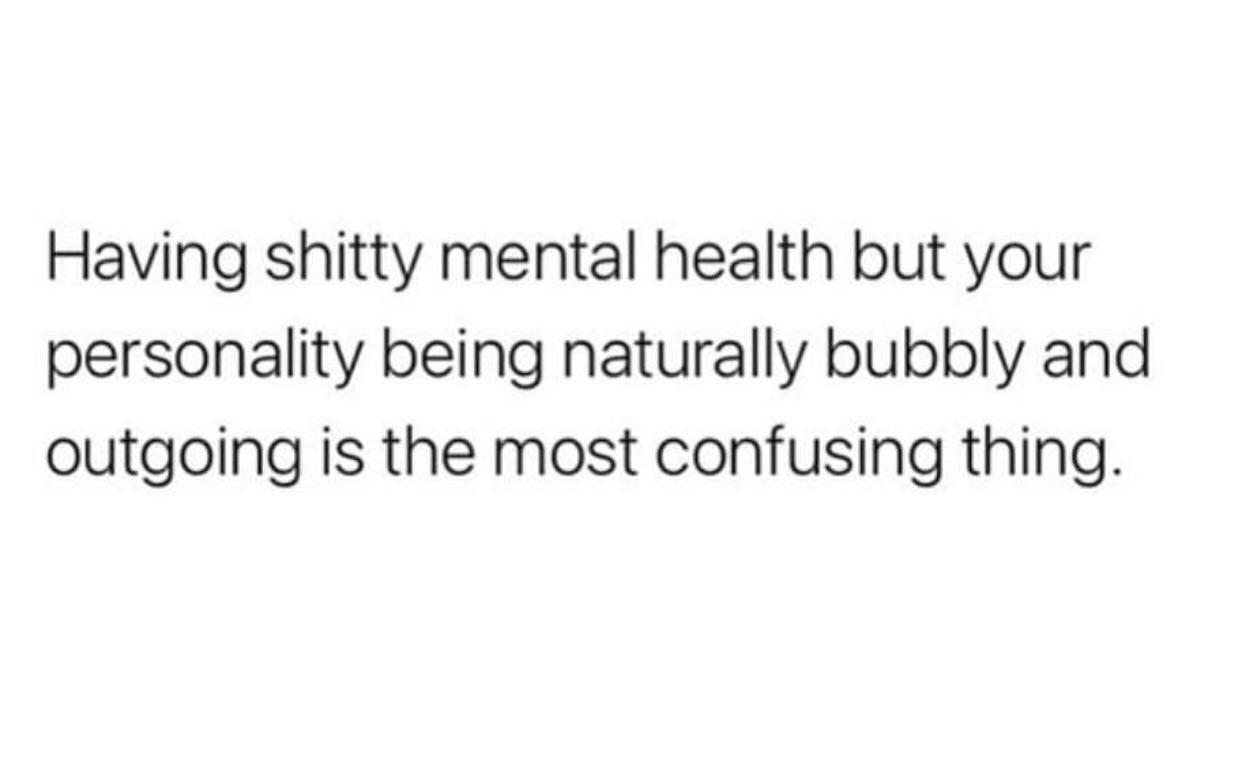 Having shitty mental health but your
personality being naturally bubbly and
outgoing is the most confusing thing.